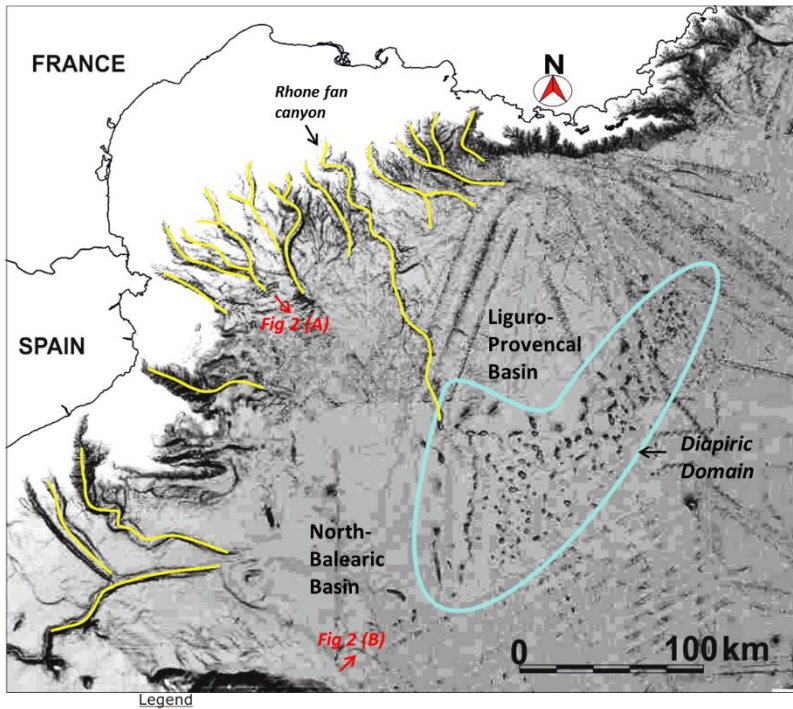 FRANCE
N
Rhone fan
canyon
Fig 2 (A)
SPAIN
Liguro-
Provencal
Basin
Diapiric
Domain
North-
Balearic
Basin
Fig 2 (B)
0 100 km
Legend